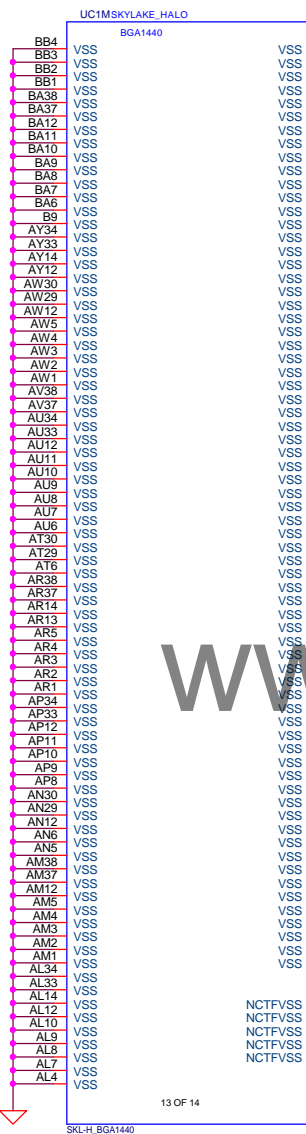 UC1M SKYLAKE_HALO
BGA1440
BB4 VSS VSS
BB3 VSS VSS
BB2 VSS VSS
BB1 VSS VSS
BA38 VSS VSS
BA37 VSS VSS
BA12 VSS VSS
BA11 VSS VSS
BA10 VSS VSS
BA9 VSS VSS
BA8 VSS VSS
BA7 VSS VSS
BA6 VSS VSS
B9 VSS VSS
AY34 VSS VSS
AY33 VSS VSS
AY14 VSS VSS
AY12 VSS VSS
AW30 VSS VSS
AW29 VSS VSS
AW12 VSS VSS
AW5 VSS VSS
AW4 VSS VSS
AW3 VSS VSS
AW2 VSS VSS
AW1 VSS VSS
AV38 VSS VSS
AV37 VSS VSS
AU34 VSS VSS
AU33 VSS VSS
AU12 VSS VSS
AU11 VSS VSS
AU10 VSS VSS
AU9 VSS VSS
AU8 VSS VSS
AU7 VSS VSS
AU6 VSS VSS
AT30 VSS VSS
AT29 VSS VSS
AT6 VSS VSS
AR38 VSS VSS
AR37 VSS VSS
AR14 VSS VSS
AR13 VSS VSS
AR5 VSS VSS
AR4 VSS VSS
AR3 VSS VSS
AR2 VSS VSS
AR1 VSS VSS
AP34 VSS VSS
AP33 VSS VSS
AP12 VSS VSS
AP11 VSS VSS
AP10 VSS VSS
AP9 VSS VSS
AP8 VSS VSS
AN30 VSS VSS
AN29 VSS VSS
AN12 VSS VSS
AN6 VSS VSS
AN5 VSS VSS
AM38 VSS VSS
AM37 VSS VSS
AM12 VSS VSS
AM5 VSS VSS
AM4 VSS VSS
AM3 VSS VSS
AM2 VSS VSS
AM1 VSS VSS
AL34 VSS
AL33 VSS
AL14 VSS NCTFVSS
AL12 VSS NCTFVSS
AL10 VSS NCTFVSS
AL9 VSS NCTFVSS
AL8 VSS NCTFVSS
AL7 VSS
AL4 VSS
13 OF 14
SKL-H_BGA1440